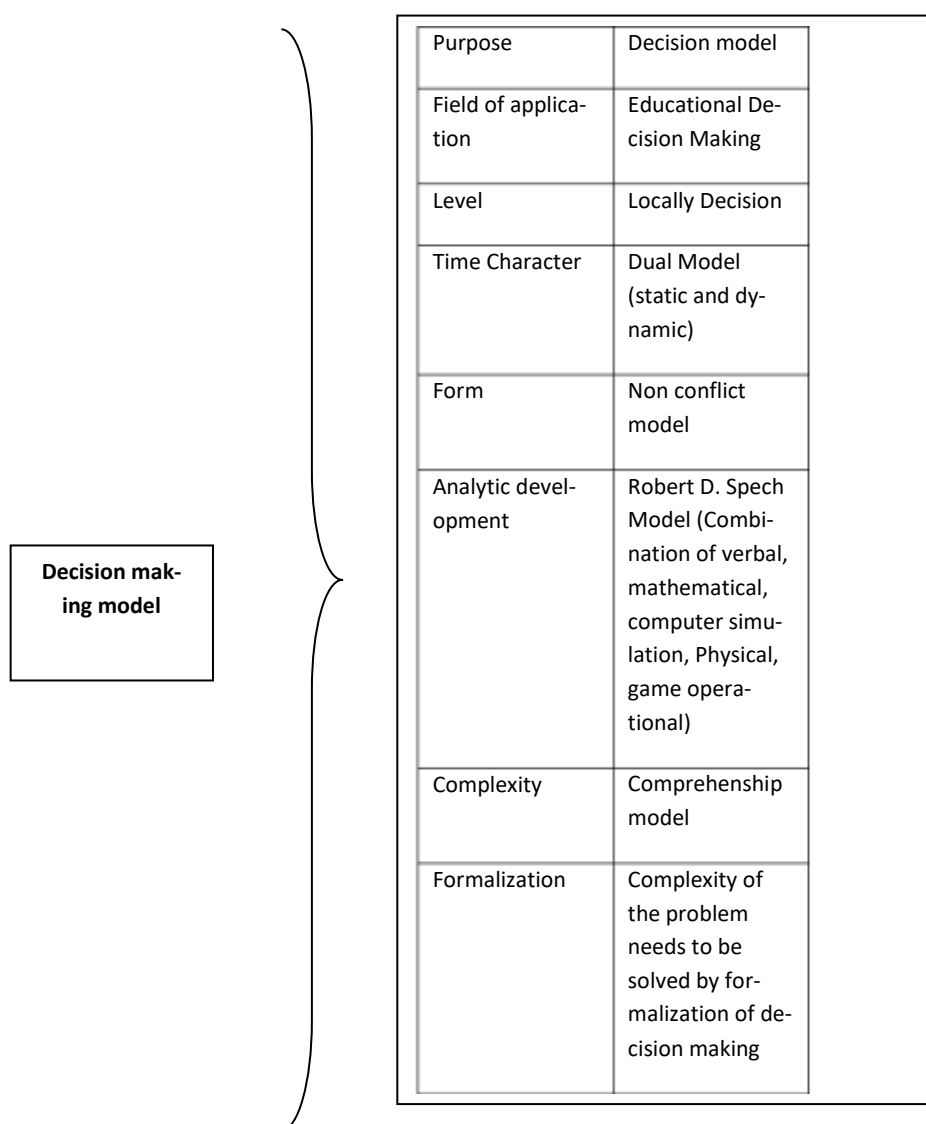 Decision mak-
ing model
Purpose
Decision model
Field of applica-
tion
Educational De-
cision Making
Level
Locally Decision
Time Character
Dual Model
(static and dy-
namic)
Form
Non conflict
model
Analytic devel-
opment
Robert D. Spech
Model (Combi-
nation of verbal,
mathematical,
computer simu-
lation, Physical,
game opera-
tional)
Complexity
Comprehenship
model
Formalization
Complexity of
the problem
needs to be
solved by for-
malization of de-
cision making